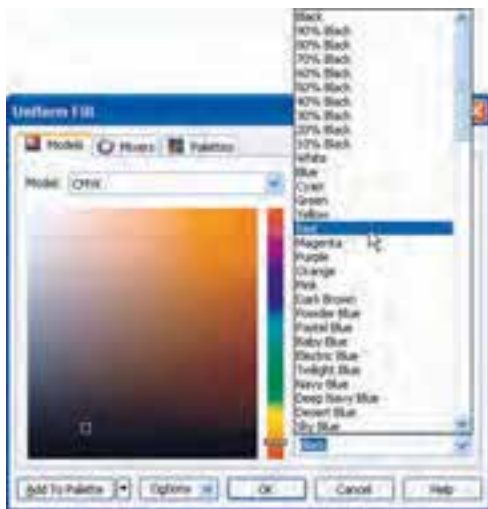 Black
90% Black
80% Black
70% Black
60% Black
50% Black
40% Black
30% Black
20% Black
10% Black
White
Blue
Cyan
Green
Yellow
Red
Magenta
Purple
Orange
Pink
Dark Brown
Powder Blue
Pastel Blue
Baby Blue
Electric Blue
Twilight Blue
Navy Blue
Deep Navy Blue
Desert Blue
Sky Blue
Black
Uniform Fill
Models Mixers Palettes
Model: CMYK
Add To Palette Options OK Cancel Help